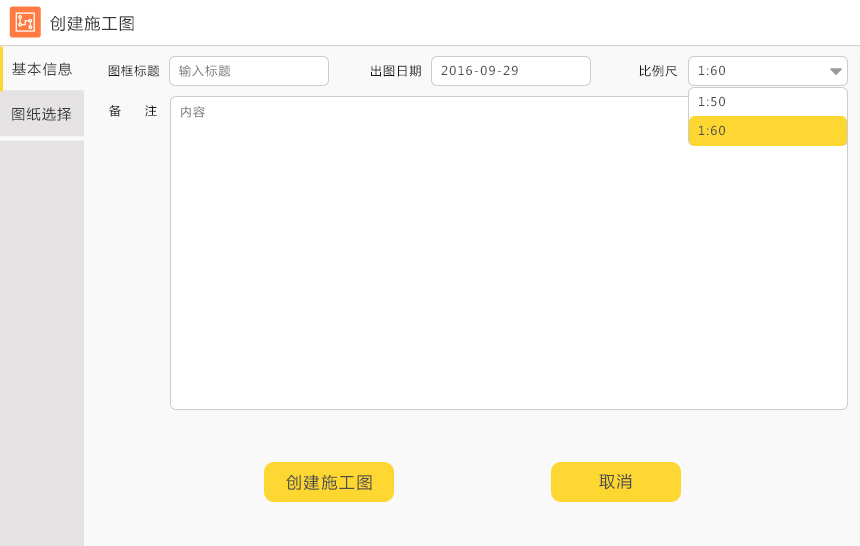 创建施工图
基本信息
图纸选择
图框标题 输入标题 出图日期 2016-09-29 比例尺 1:60
1:50
1:60
备 注 内容
创建施工图 取消